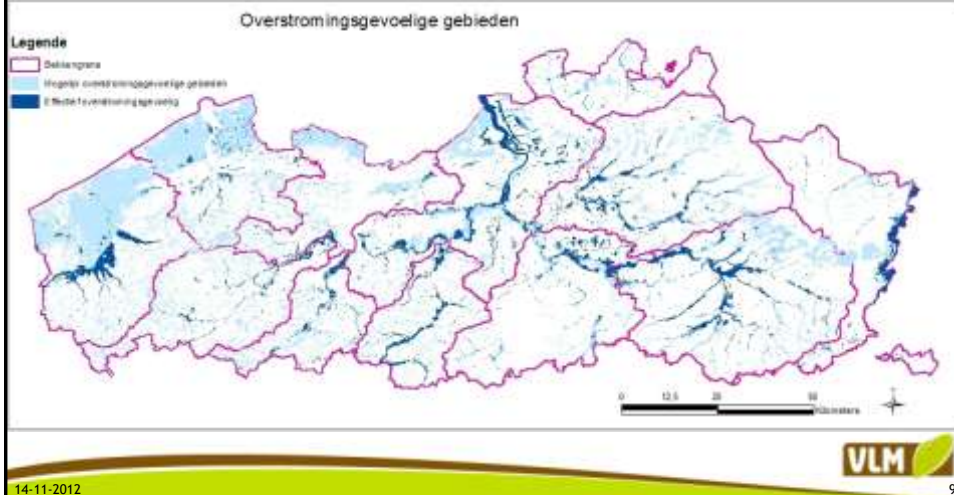 Overstromingsgevoelige gebieden
Legende
Bekkengrens
Mogelijk overstromingsgevoelige gebieden
Effectief overstromingsgevoelig
0 12,5 25 50
Kilometers
VLM
14-11-2012
9